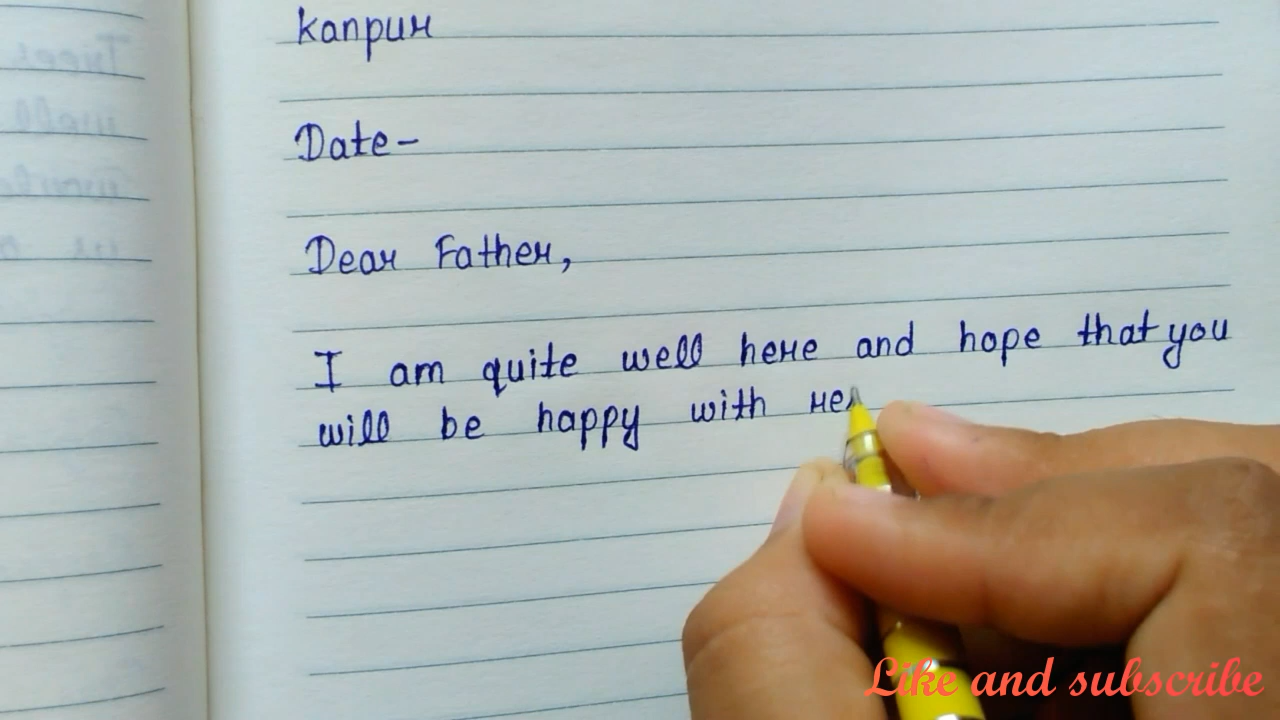 Kanpur
Date-
Dear Father,
I am quite well here and hope that you
will be happy with re
Like and subscribe